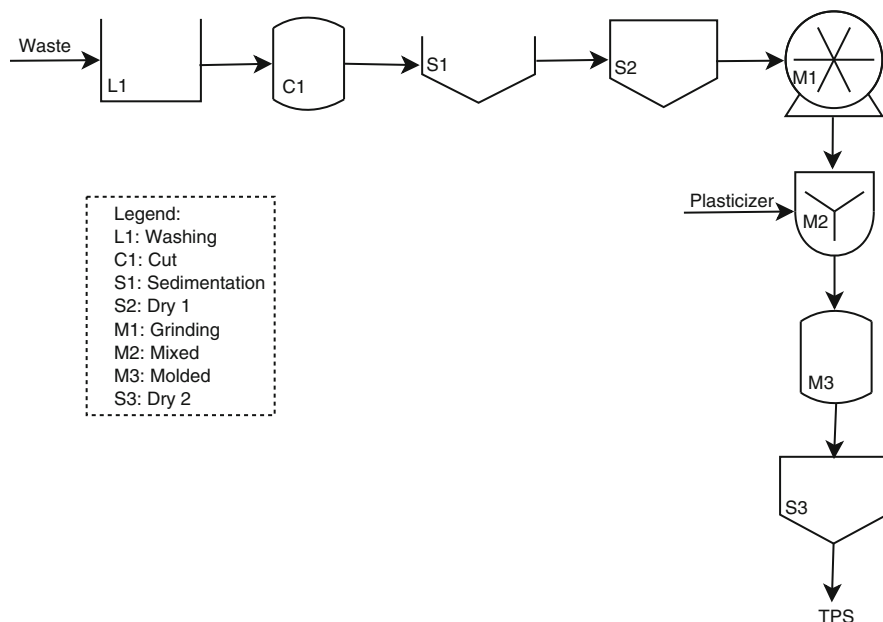 Waste
L1
C1
S1
S2
M1
Plasticizer
M2
Legend:
L1: Washing
C1: Cut
S1: Sedimentation
S2: Dry 1
M1: Grinding
M2: Mixed
M3: Molded
S3: Dry 2
M3
S3
TPS